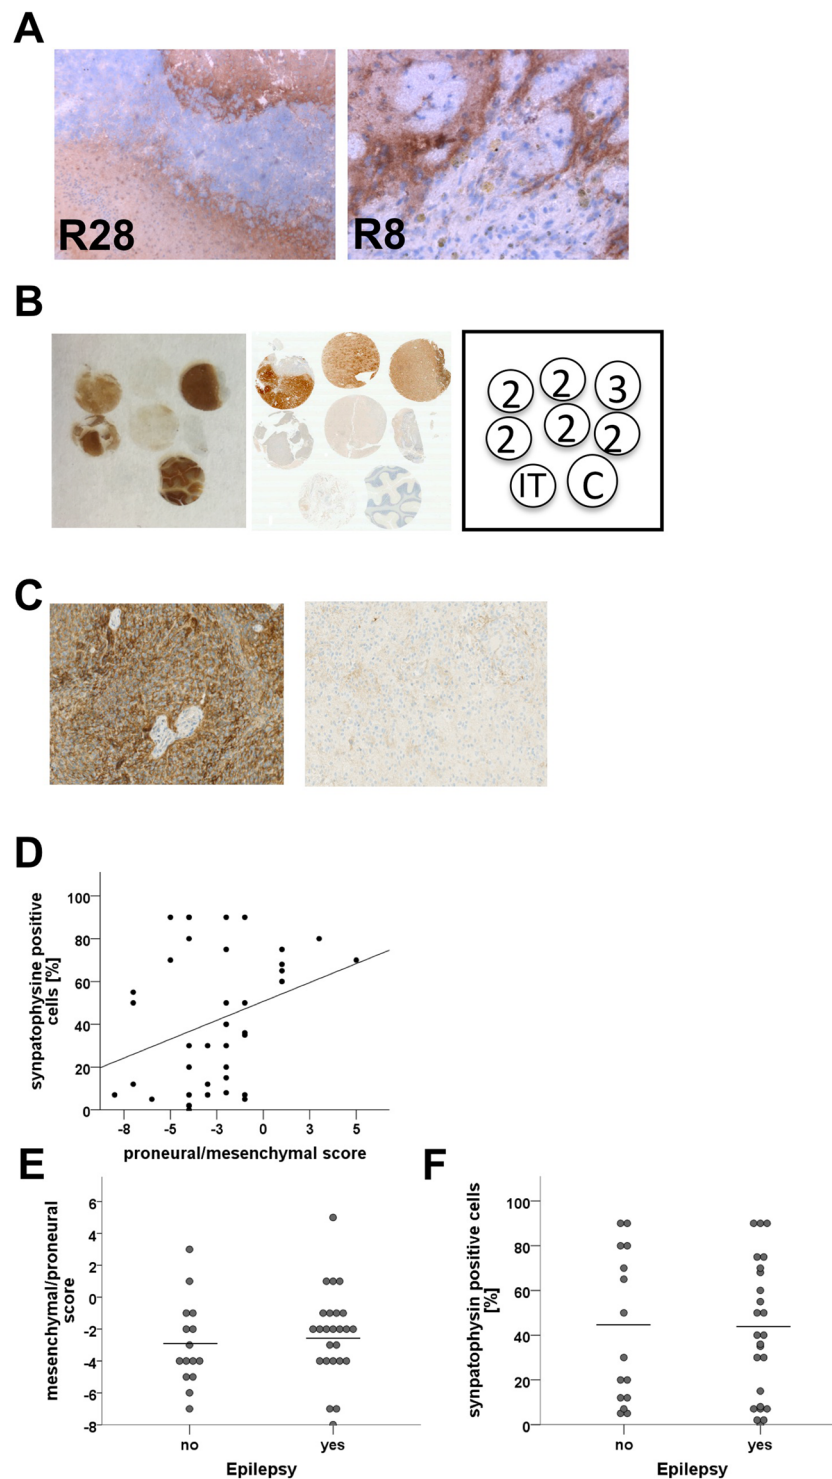 A
R28
R8
B
2
2
3
2
2
2
IT
C
C
D
synpatophysine positive
cells [%]
100
80
60
40
20
0
-8
-5
-3
0
3
5
proneural/mesenchymal score
E
mesenchymal/proneural
score
6
4
2
0
-2
-4
-6
-8
no
yes
Epilepsy
F
synpatophysin positive cells
[%]
100
80
60
40
20
0
no
yes
Epilepsy